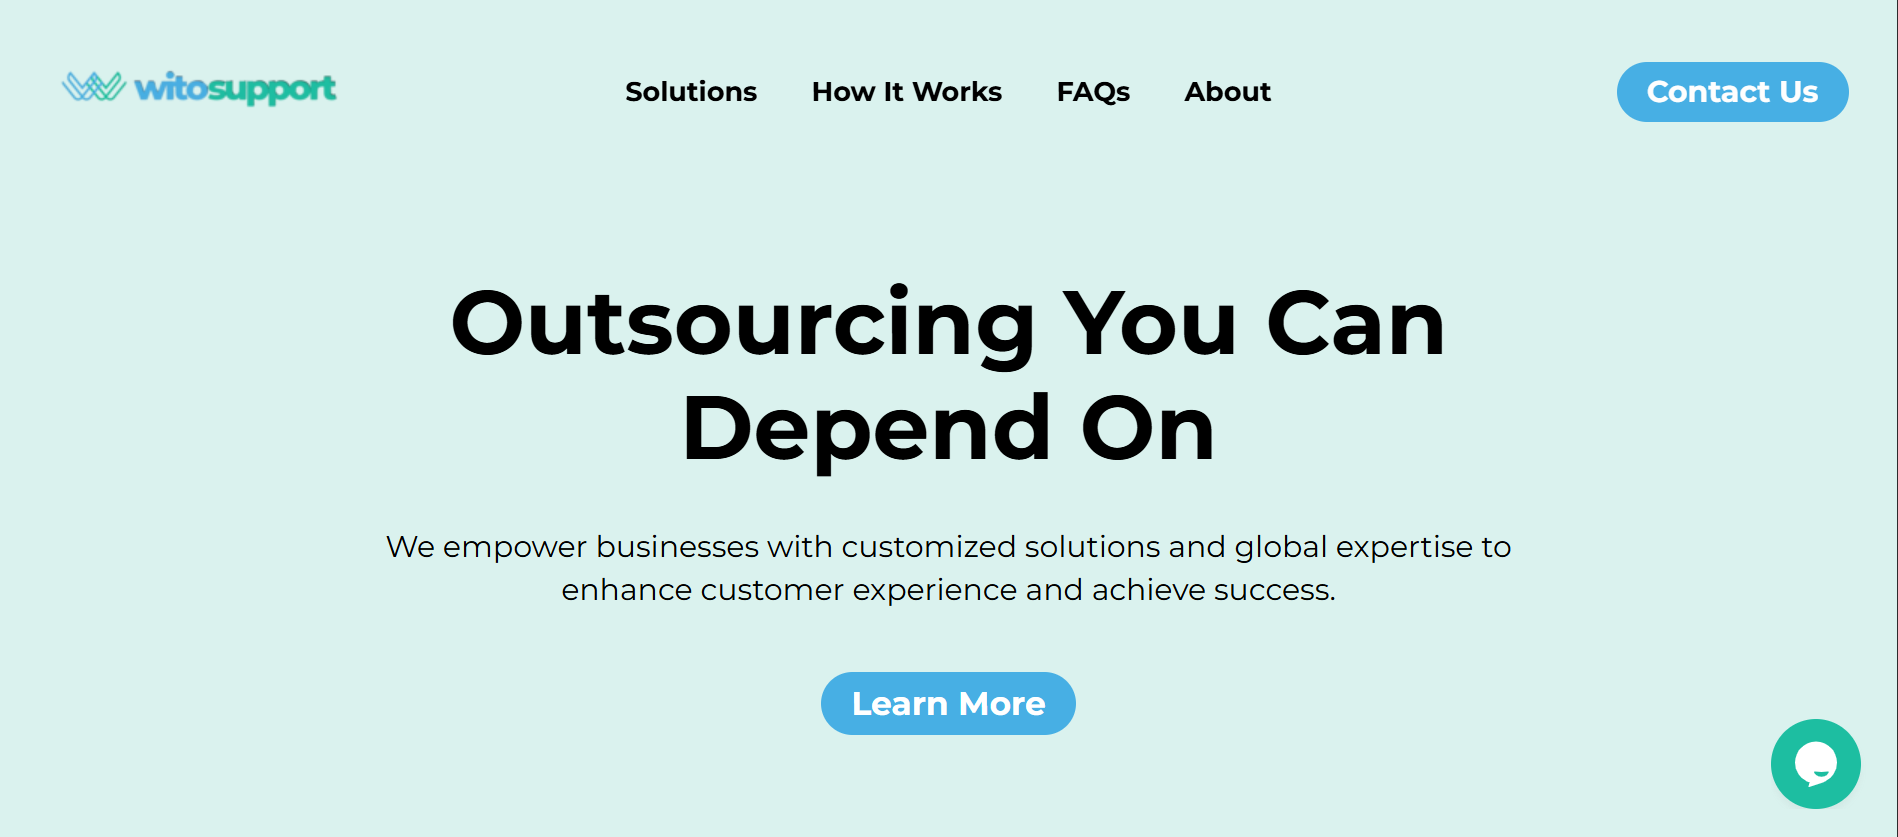 witosupport
Solutions
How It Works
FAQs
About
Contact Us
Outsourcing You Can
Depend On
We empower businesses with customized solutions and global expertise to
enhance customer experience and achieve success.
Learn More